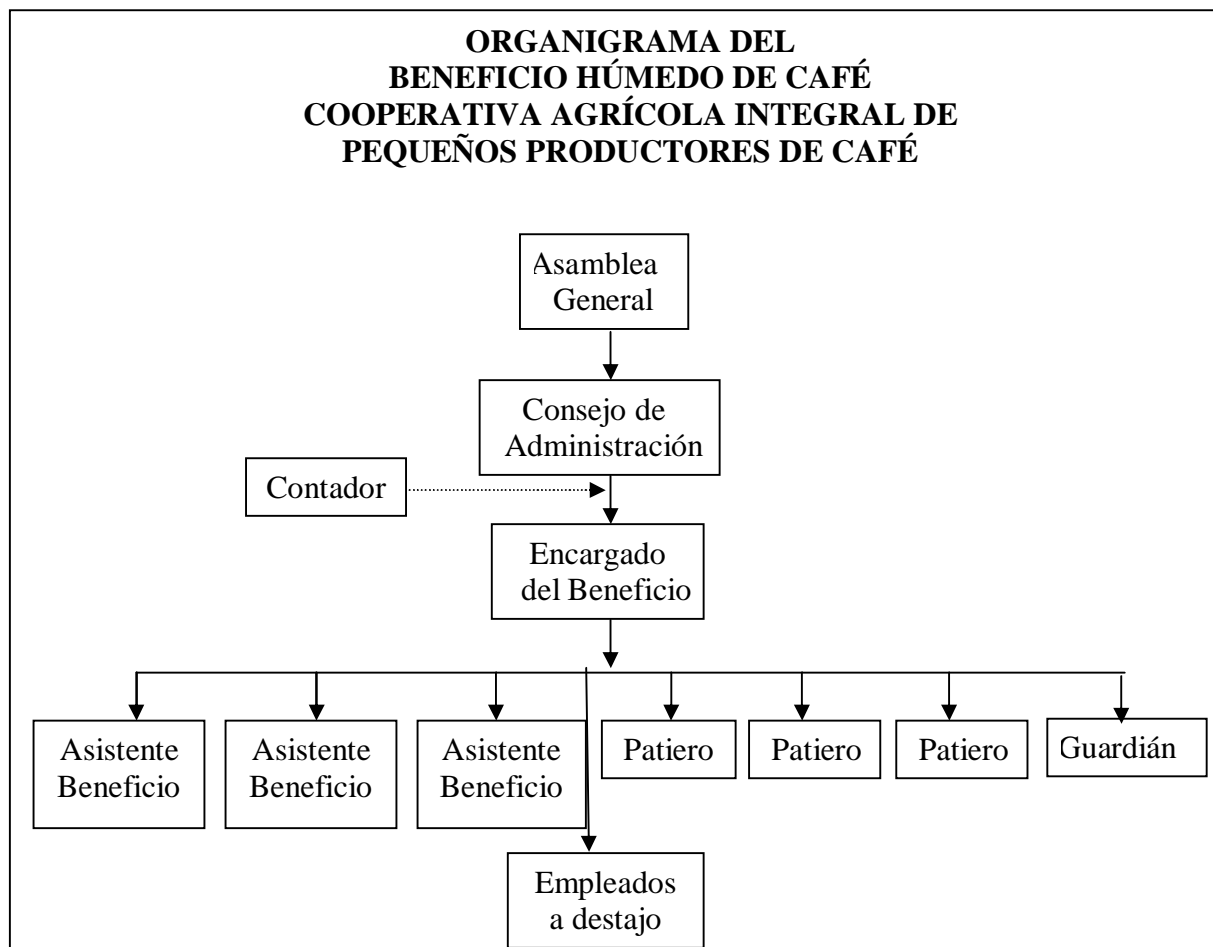 ORGANIGRAMA DEL
BENEFICIO HÚMEDO DE CAFÉ
COOPERATIVA AGRÍCOLA INTEGRAL DE
PEQUEÑOS PRODUCTORES DE CAFÉ
Asamblea
General
Consejo de
Administración
Contador
Encargado
del Beneficio
Asistente
Beneficio
Asistente
Beneficio
Asistente
Beneficio
Patiero
Patiero
Patiero
Guardián
Empleados
a destajo